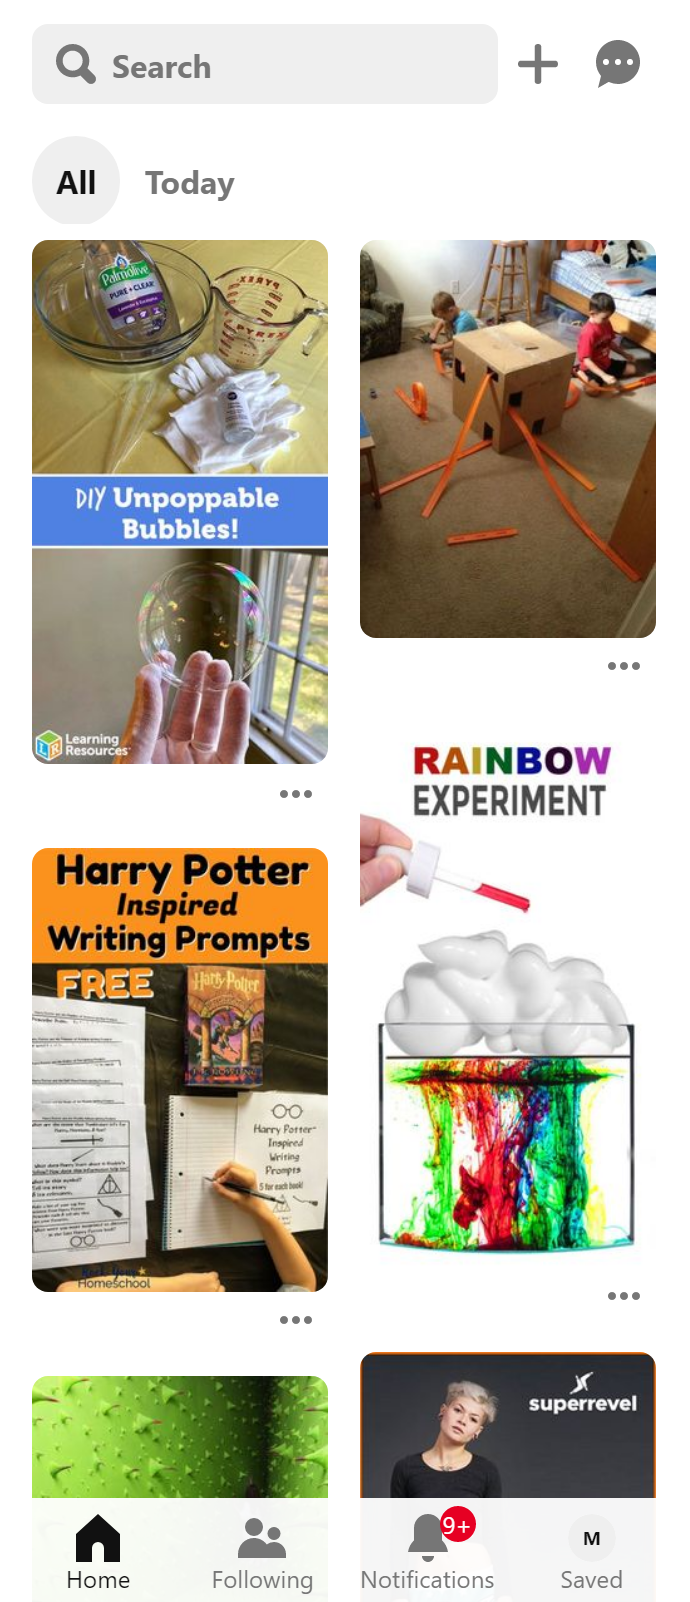 Search
All
Today
Palmolive
PURE+CLEAR
PYREX
DIY Unpoppable
Bubbles!
Learning
Resources
RAINBOW
EXPERIMENT
Harry Potter
Inspired
Writing Prompts
FREE
Harry Potter
Harry Potter-
Inspired
Writing
Prompts
5 for each book!
Homeschool
superrevel
9+
M
Home
Following
Notifications
Saved